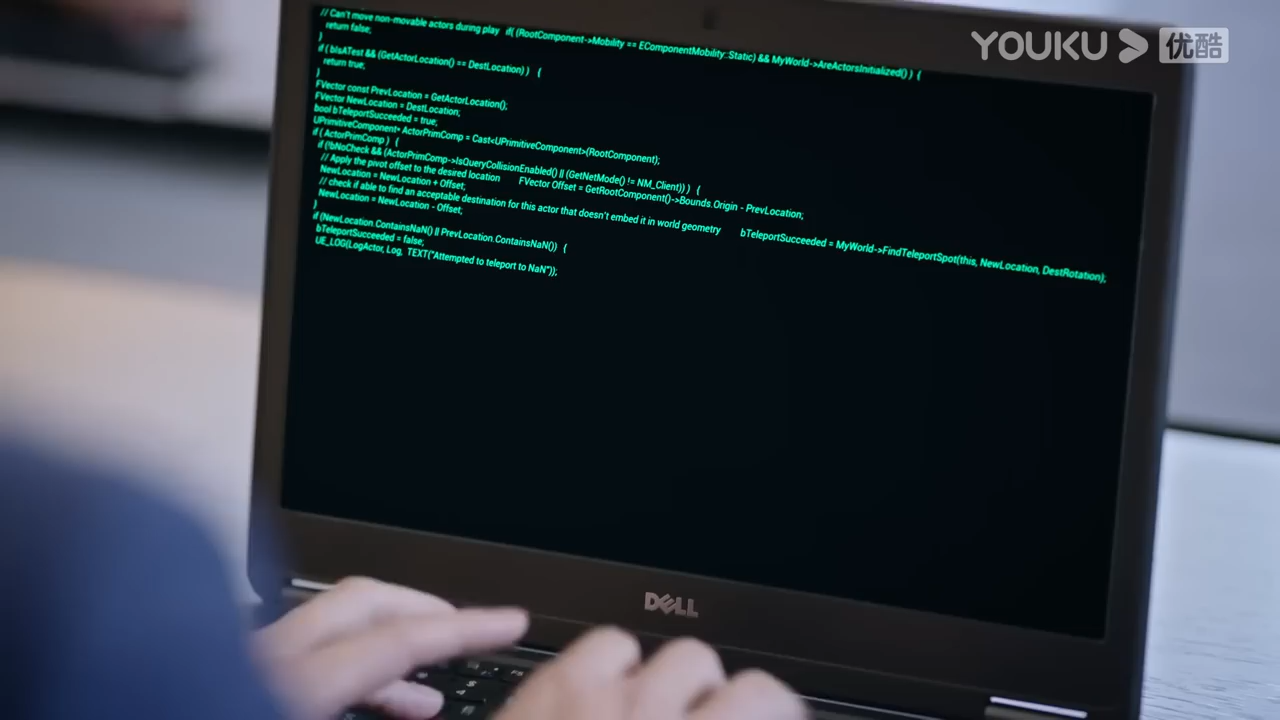 // Can't move non-movable actors during play if( (RootComponent->Mobility == EComponentMobility::Static) && MyWorld->AreActorsInitialized() ) {
return false;
}
if ( bIsATest && (GetActorLocation() == DestLocation) ) {
return true;
}
FVector const PrevLocation = GetActorLocation();
FVector NewLocation = DestLocation;
bool bTeleportSucceeded = true;
UPrimitiveComponent* ActorPrimComp = Cast<UPrimitiveComponent>(RootComponent);
if ( ActorPrimComp ) {
if (!bNoCheck && (ActorPrimComp->IsQueryCollisionEnabled() || (GetNetMode() != NM_Client)) ) {
// Apply the pivot offset to the desired location FVector Offset = GetRootComponent()->Bounds.Origin - PrevLocation;
NewLocation = NewLocation + Offset;
// check if able to find an acceptable destination for this actor that doesn't embed it in world geometry bTeleportSucceeded = MyWorld->FindTeleportSpot(this, NewLocation, DestRotation);
NewLocation = NewLocation - Offset;
}
if (NewLocation.ContainsNaN() || PrevLocation.ContainsNaN()) {
bTeleportSucceeded = false;
UE_LOG(LogActor, Log, TEXT("Attempted to teleport to NaN"));
YOUKU 优酷
DELL